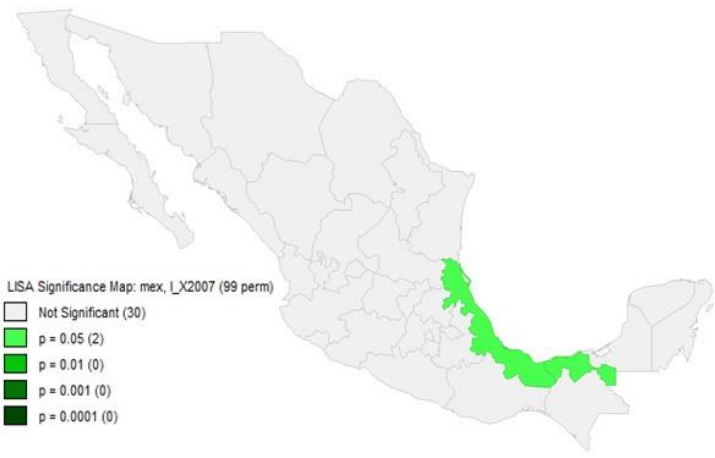 LISA Significance Map: mex, I_X2007 (99 perm)
Not Significant (30)
p = 0.05 (2)
p = 0.01 (0)
p = 0.001 (0)
p = 0.0001 (0)